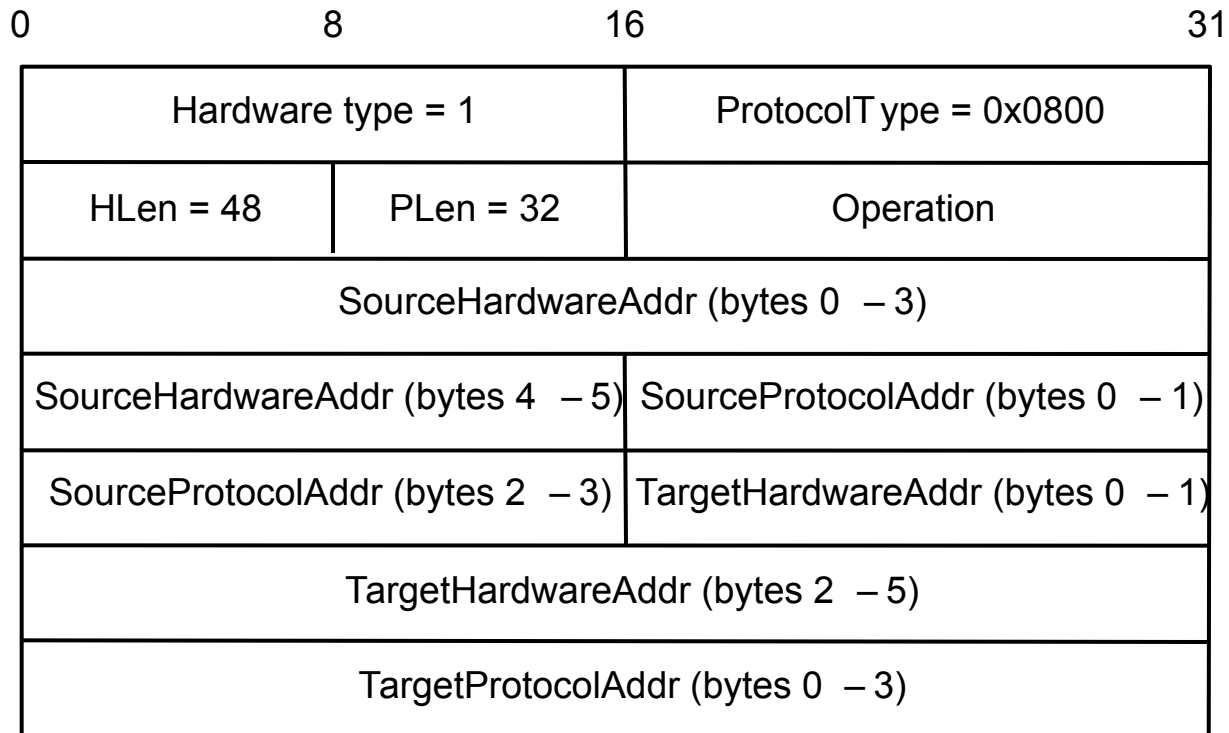 0 8 16 31
Hardware type = 1 ProtocolT ype = 0x0800
HLen = 48 PLen = 32 Operation
SourceHardwareAddr (bytes 0 – 3)
SourceHardwareAddr (bytes 4 – 5) SourceProtocolAddr (bytes 0 – 1)
SourceProtocolAddr (bytes 2 – 3) TargetHardwareAddr (bytes 0 – 1)
TargetHardwareAddr (bytes 2 – 5)
TargetProtocolAddr (bytes 0 – 3)